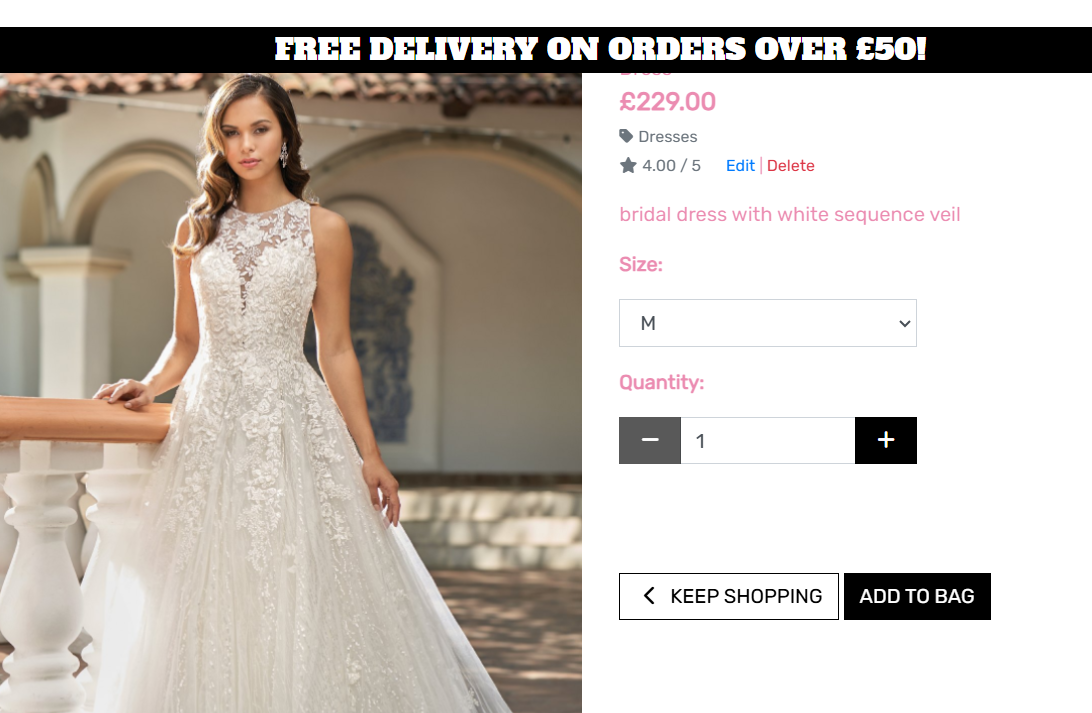 FREE DELIVERY ON ORDERS OVER £50!
£229.00
Dresses
4.00 / 5 Edit | Delete
bridal dress with white sequence veil
Size:
M
Quantity:
1
KEEP SHOPPING
ADD TO BAG